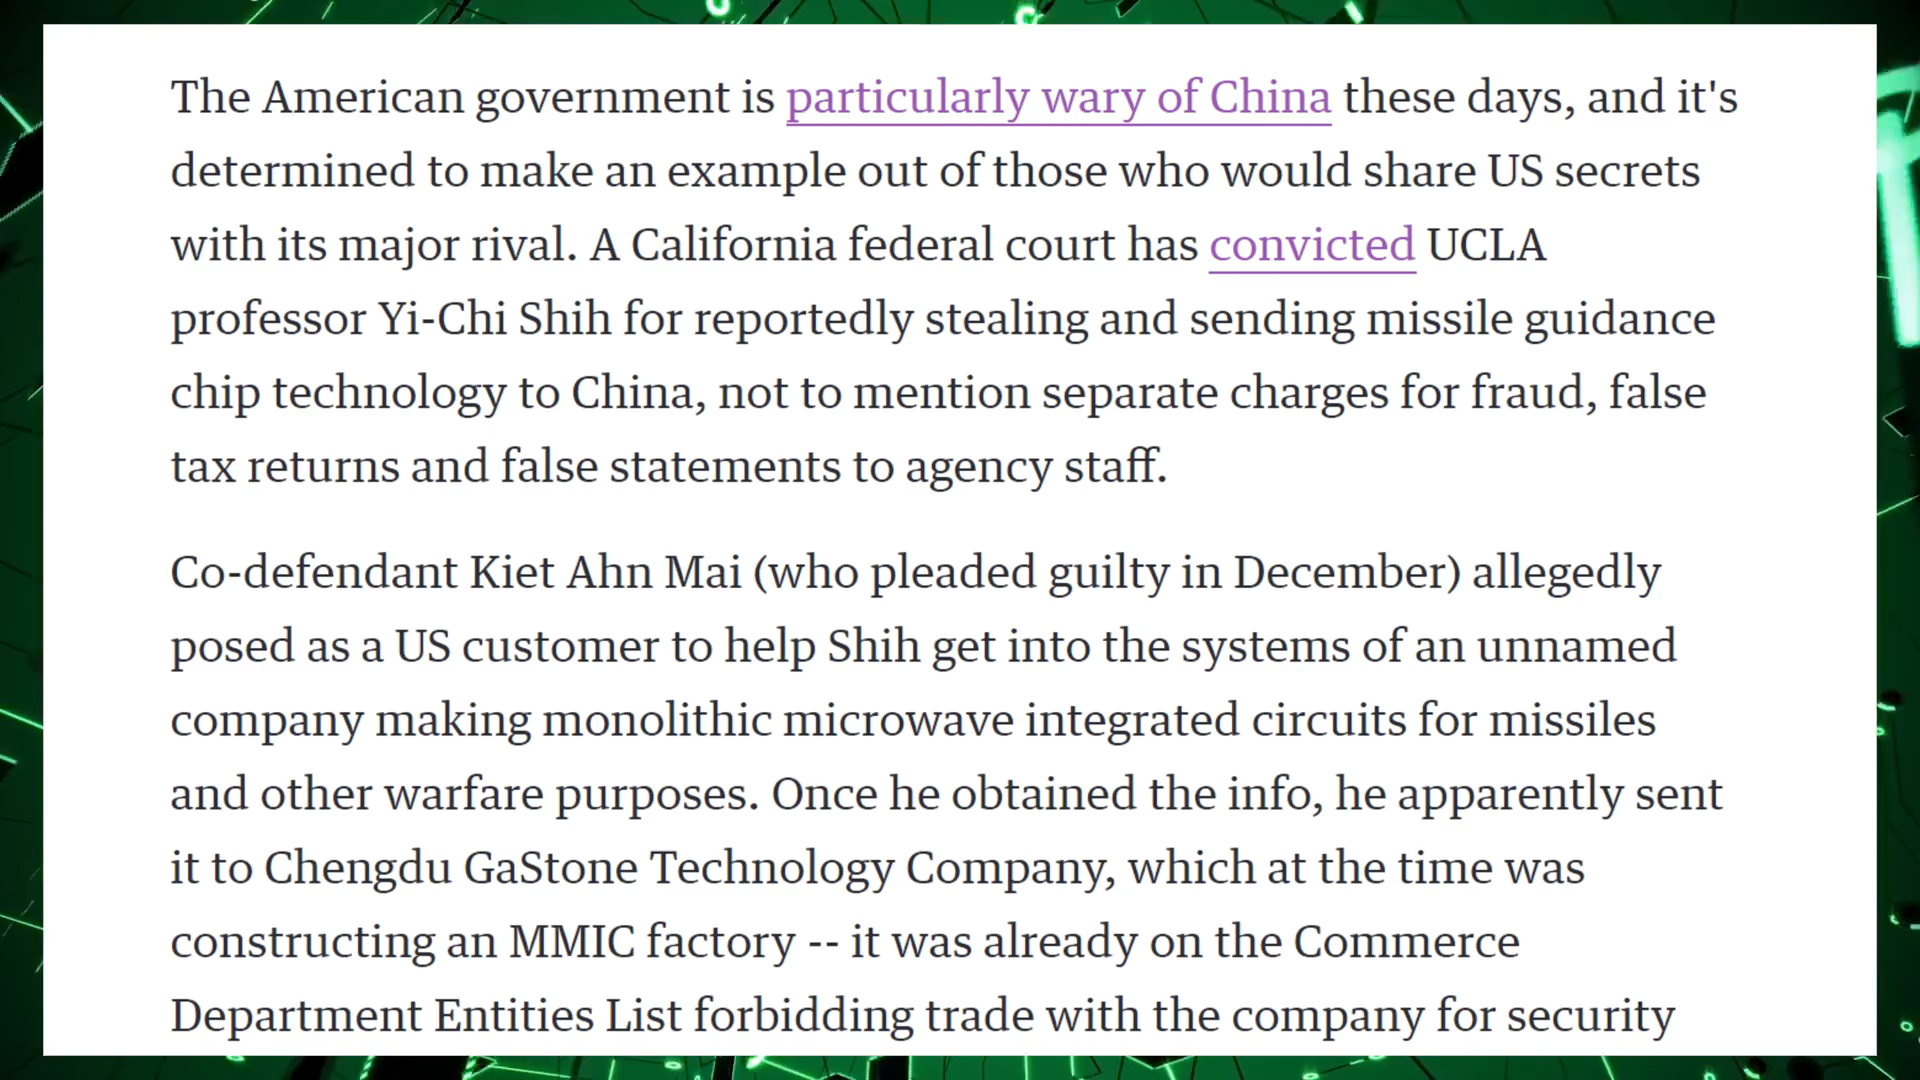 The American government is particularly wary of China these days, and it's
determined to make an example out of those who would share US secrets
with its major rival. A California federal court has convicted UCLA
professor Yi-Chi Shih for reportedly stealing and sending missile guidance
chip technology to China, not to mention separate charges for fraud, false
tax returns and false statements to agency staff.
Co-defendant Kiet Ahn Mai (who pleaded guilty in December) allegedly
posed as a US customer to help Shih get into the systems of an unnamed
company making monolithic microwave integrated circuits for missiles
and other warfare purposes. Once he obtained the info, he apparently sent
it to Chengdu GaStone Technology Company, which at the time was
constructing an MMIC factory -- it was already on the Commerce
Department Entities List forbidding trade with the company for security